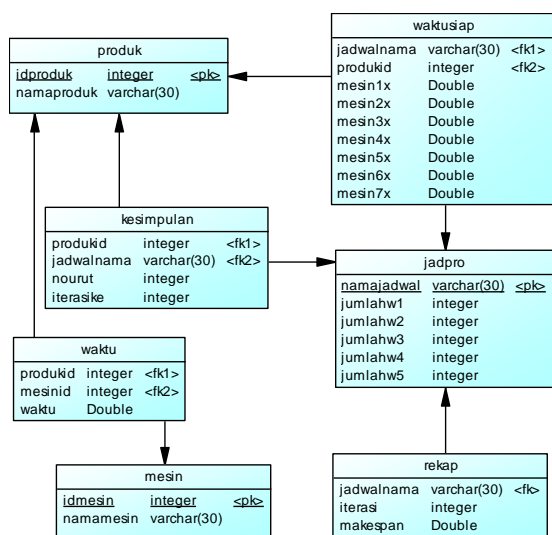 produk
idproduk integer <pk>
namaproduk varchar(30)
waktusiap
jadwalnama varchar(30) <fk1>
produkid integer <fk2>
mesin1x Double
mesin2x Double
mesin3x Double
mesin4x Double
mesin5x Double
mesin6x Double
mesin7x Double
kesimpulan
produkid integer <fk1>
jadwalnama varchar(30) <fk2>
nourut integer
iterasike integer
jadpro
namajadwal varchar(30) <pk>
jumlahw1 integer
jumlahw2 integer
jumlahw3 integer
jumlahw4 integer
jumlahw5 integer
waktu
produkid integer <fk1>
mesinid integer <fk2>
waktu Double
mesin
idmesin integer <pk>
namamesin varchar(30)
rekap
jadwalnama varchar(30) <fk>
iterasi integer
makespan Double